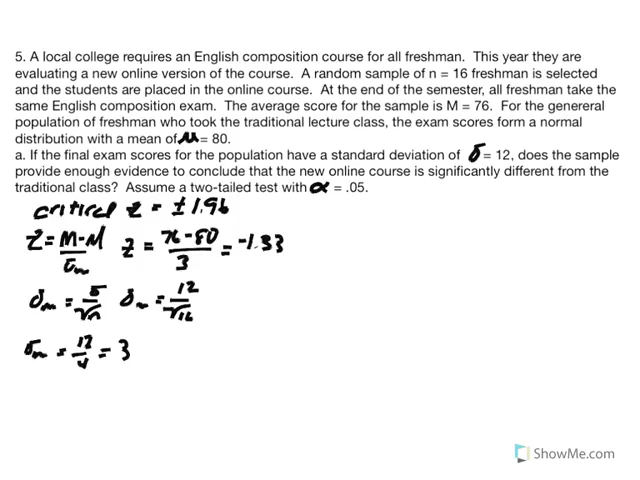 5. A local college requires an English composition course for all freshman. This year they are
evaluating a new online version of the course. A random sample of n = 16 freshman is selected
and the students are placed in the online course. At the end of the semester, all freshman take the
same English composition exam. The average score for the sample is M = 76. For the genereral
population of freshman who took the traditional lecture class, the exam scores form a normal
distribution with a mean of μ = 80.
a. If the final exam scores for the population have a standard deviation of σ = 12, does the sample
provide enough evidence to conclude that the new online course is significantly different from the
traditional class? Assume a two-tailed test with α = .05.
critical z = ±1.96
z = M-μ/σm z = 76-80/3 = -1.33
σm = σ/√n σm = 12/√16
σm = 12/4 = 3
ShowMe.com